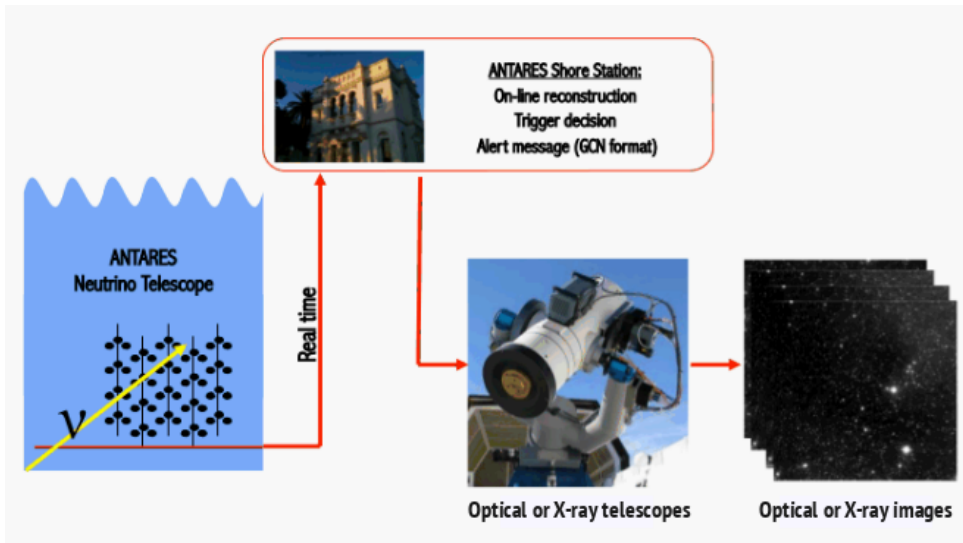 ANTARES Shore Station:
On-line reconstruction
Trigger decision
Alert message (GCN format)
ANTARES
Neutrino Telescope
Real time
ν
Optical or X-ray telescopes
Optical or X-ray images